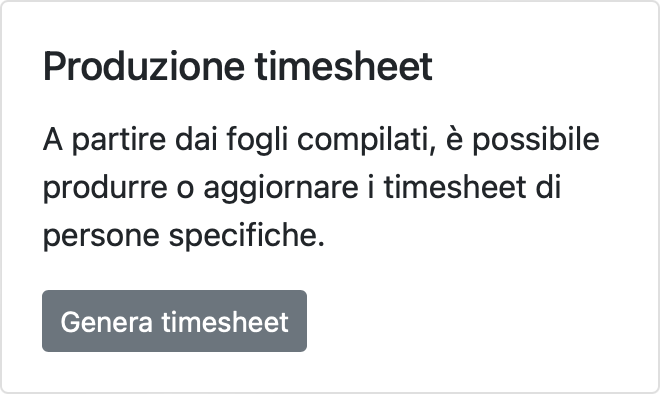 Produzione timesheet
A partire dai fogli compilati, è possibile
produrre o aggiornare i timesheet di
persone specifiche.
Genera timesheet